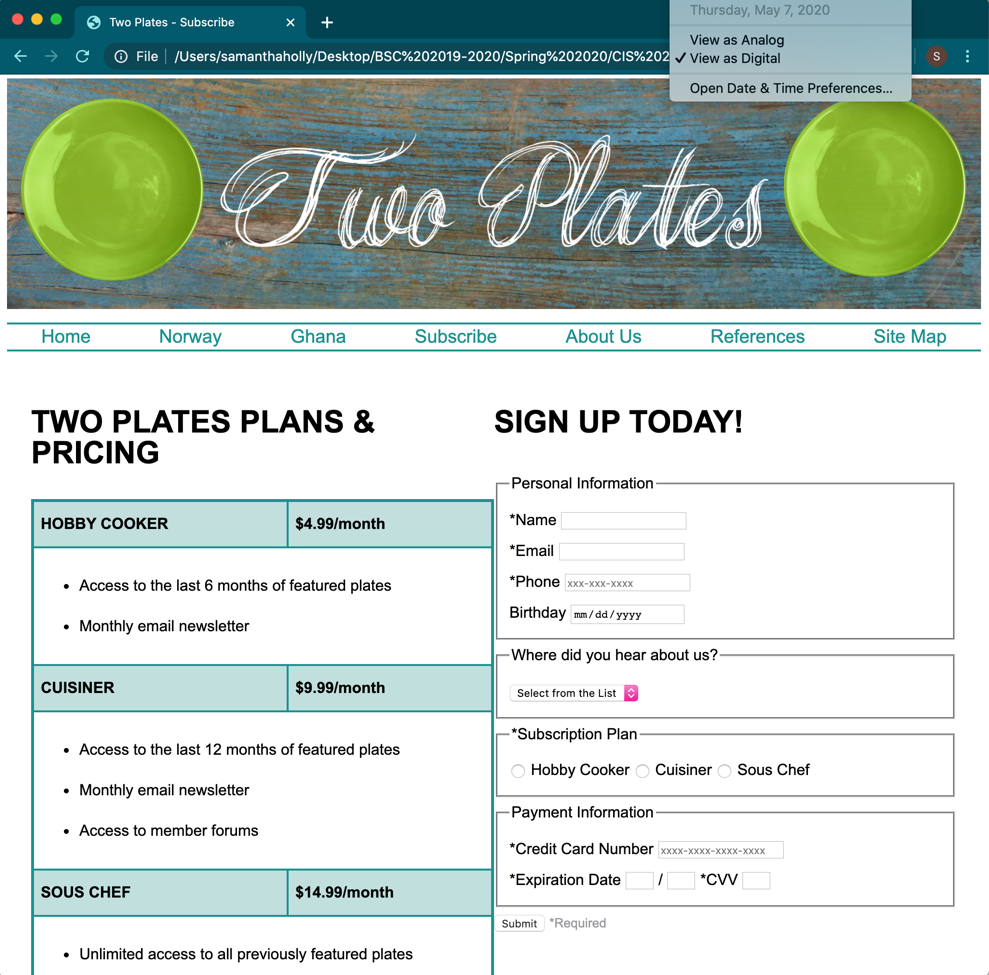 Two Plates - Subscribe
Thursday, May 7, 2020
View as Analog
✓ View as Digital
Open Date & Time Preferences...
File /Users/samanthaholly/Desktop/BSC%202019-2020/Spring%202020/CIS%20
S
Two Plates
Home Norway Ghana Subscribe About Us References Site Map
TWO PLATES PLANS &
PRICING
HOBBY COOKER $4.99/month
• Access to the last 6 months of featured plates
• Monthly email newsletter
CUISINER $9.99/month
• Access to the last 12 months of featured plates
• Monthly email newsletter
• Access to member forums
SOUS CHEF $14.99/month
• Unlimited access to all previously featured plates
SIGN UP TODAY!
Personal Information
*Name
*Email
*Phone xxx-xxx-xxxx
Birthday mm/dd/yyyy
Where did you hear about us?
Select from the List
*Subscription Plan
Hobby Cooker Cuisiner Sous Chef
Payment Information
*Credit Card Number xxxx-xxxx-xxxx-xxxx
*Expiration Date / *CVV
Submit *Required